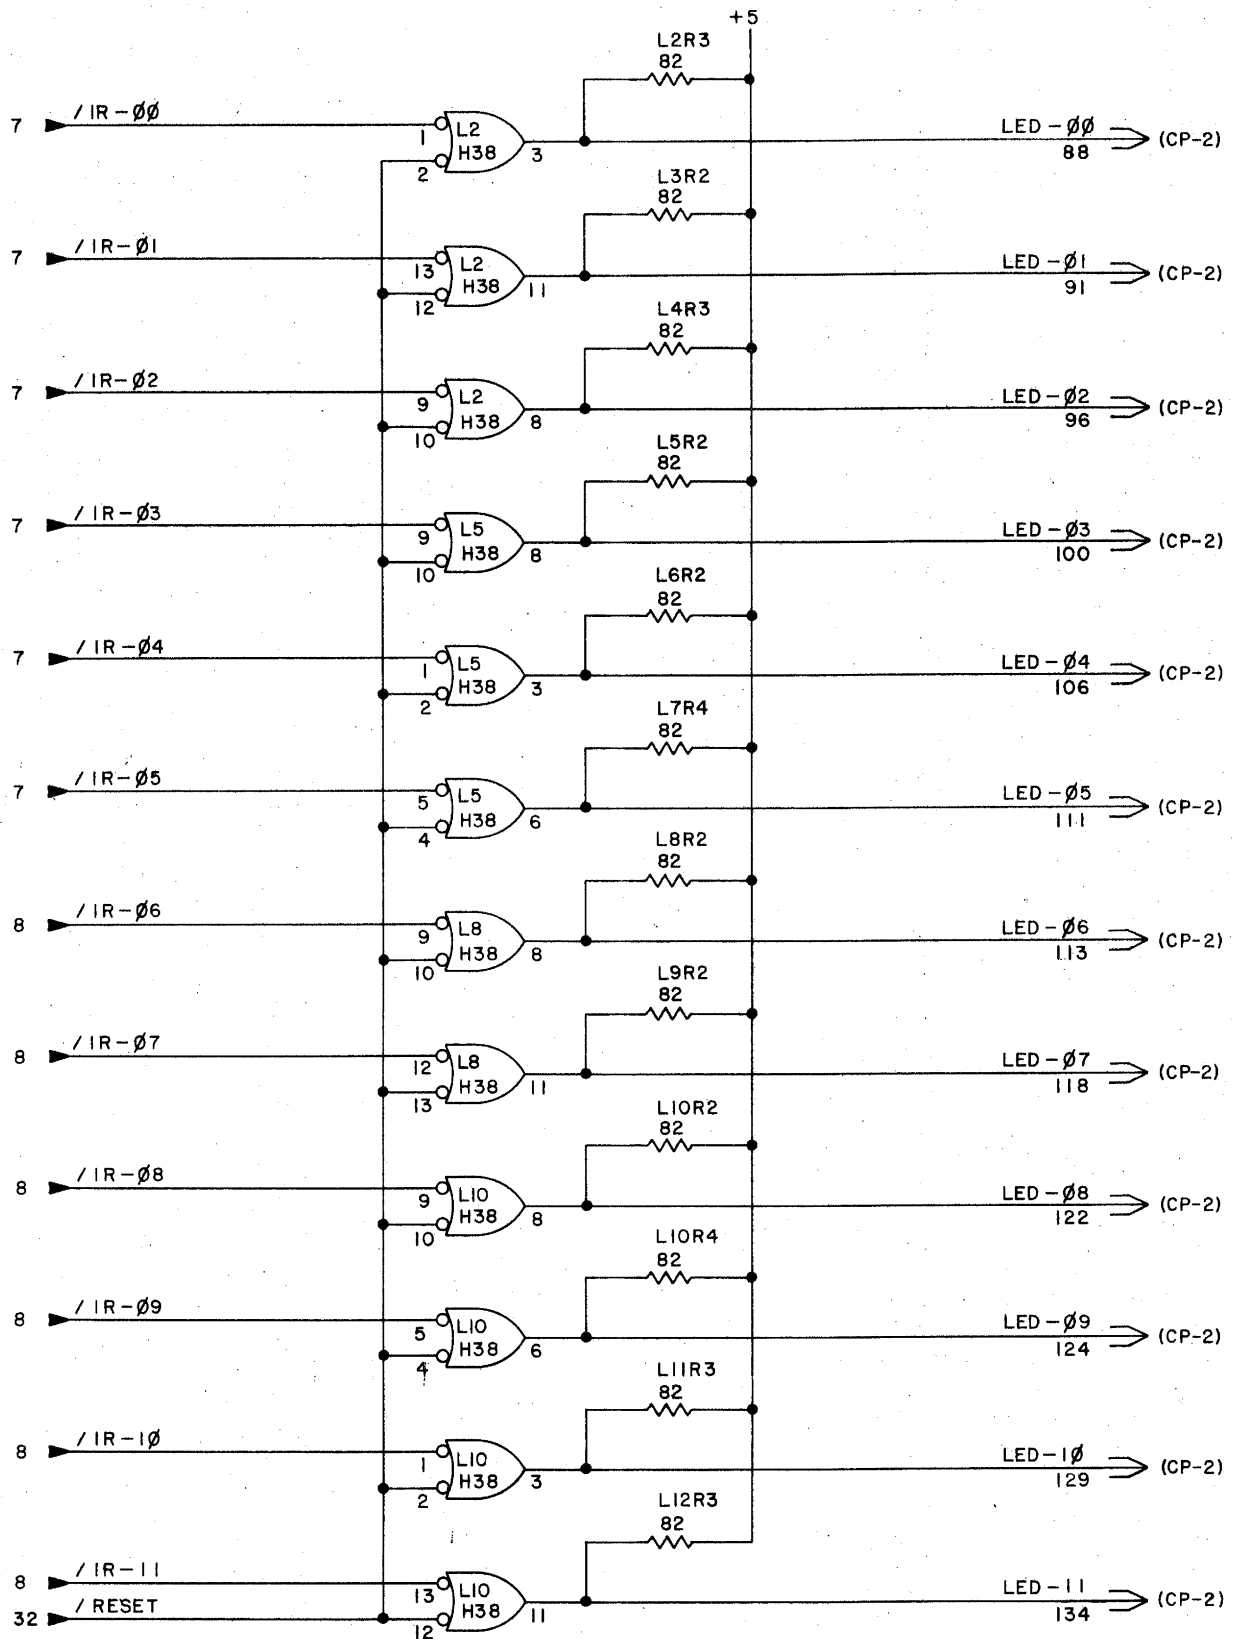 +5
L2R3
82
7 /IR-ØØ
1 L2
H38
2 3
LED-ØØ
88
(CP-2)
L3R2
82
7 /IR-Ø1
13 L2
H38
12 11
LED-Ø1
91
(CP-2)
L4R3
82
7 /IR-Ø2
9 L2
H38
10 8
LED-Ø2
96
(CP-2)
L5R2
82
7 /IR-Ø3
9 L5
H38
10 8
LED-Ø3
100
(CP-2)
L6R2
82
7 /IR-Ø4
1 L5
H38
2 3
LED-Ø4
106
(CP-2)
L7R4
82
7 /IR-Ø5
5 L5
H38
4 6
LED-Ø5
111
(CP-2)
L8R2
82
8 /IR-Ø6
9 L8
H38
10 8
LED-Ø6
113
(CP-2)
L9R2
82
8 /IR-Ø7
12 L8
H38
13 11
LED-Ø7
118
(CP-2)
L10R2
82
8 /IR-Ø8
9 L10
H38
10 8
LED-Ø8
122
(CP-2)
L10R4
82
8 /IR-Ø9
5 L10
H38
4 6
LED-Ø9
124
(CP-2)
L11R3
82
8 /IR-1Ø
1 L10
H38
2 3
LED-1Ø
129
(CP-2)
L12R3
82
8 /IR-11
13 L10
H38
32 /RESET
12 11
LED-11
134
(CP-2)